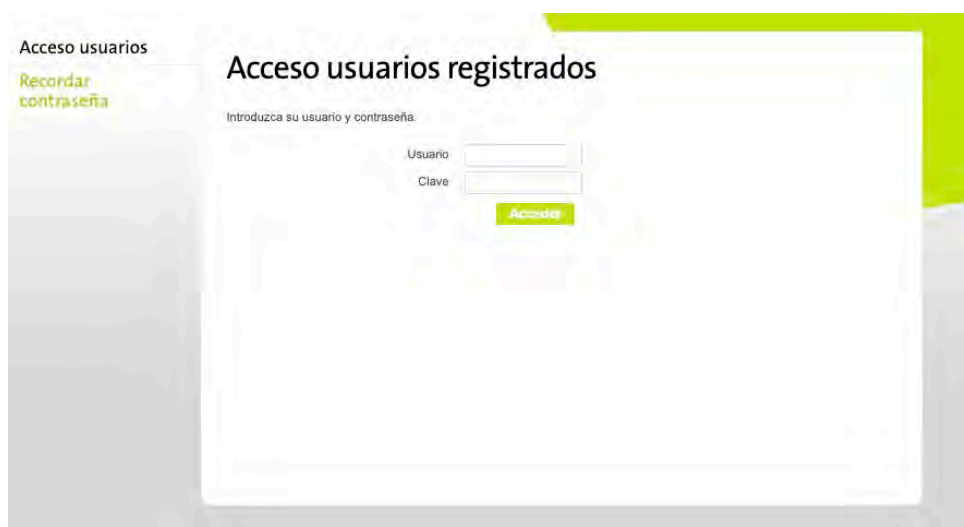 Acceso usuarios
Recordar
contraseña
Acceso usuarios registrados
Introduzca su usuario y contraseña.
Usuario
Clave
Acceder